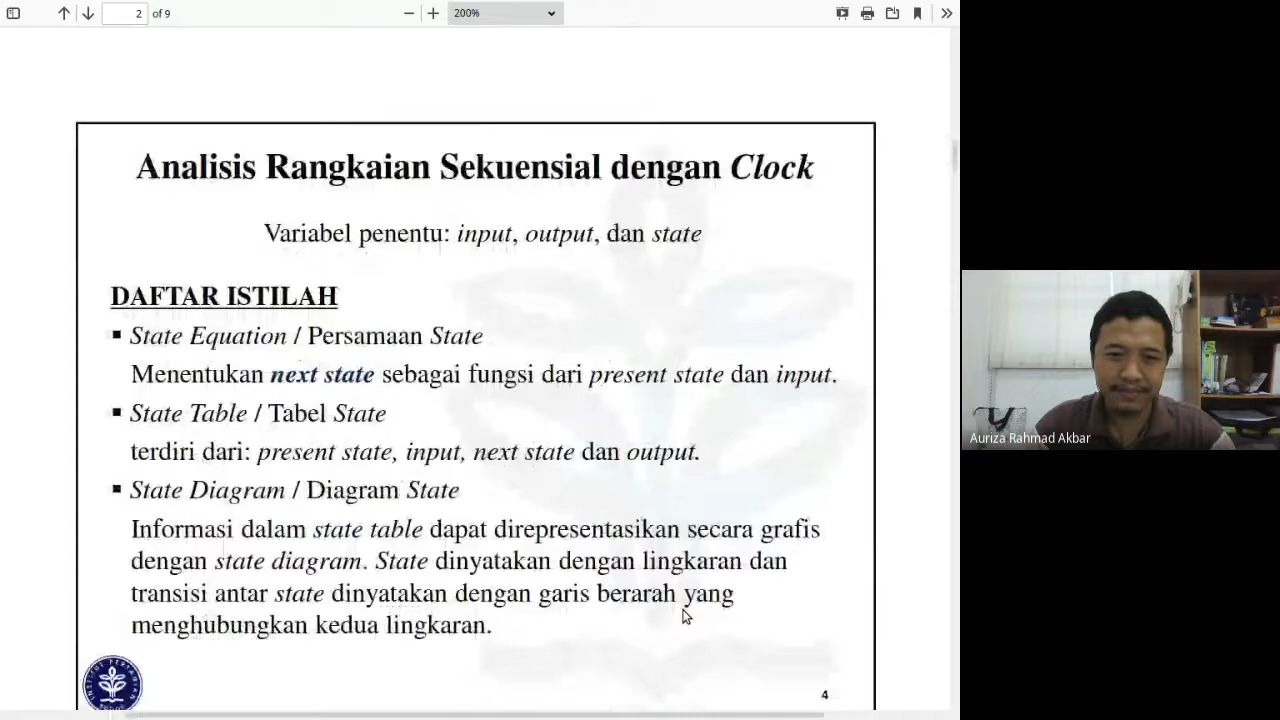 2 of 9
200%
Analisis Rangkaian Sekuensial dengan Clock
Variabel penentu: input, output, dan state
DAFTAR ISTILAH
▪ State Equation / Persamaan State
Menentukan next state sebagai fungsi dari present state dan input.
▪ State Table / Tabel State
terdiri dari: present state, input, next state dan output.
▪ State Diagram / Diagram State
Informasi dalam state table dapat direpresentasikan secara grafis
dengan state diagram. State dinyatakan dengan lingkaran dan
transisi antar state dinyatakan dengan garis berarah yang
menghubungkan kedua lingkaran.
4
Auriza Rahmad Akbar